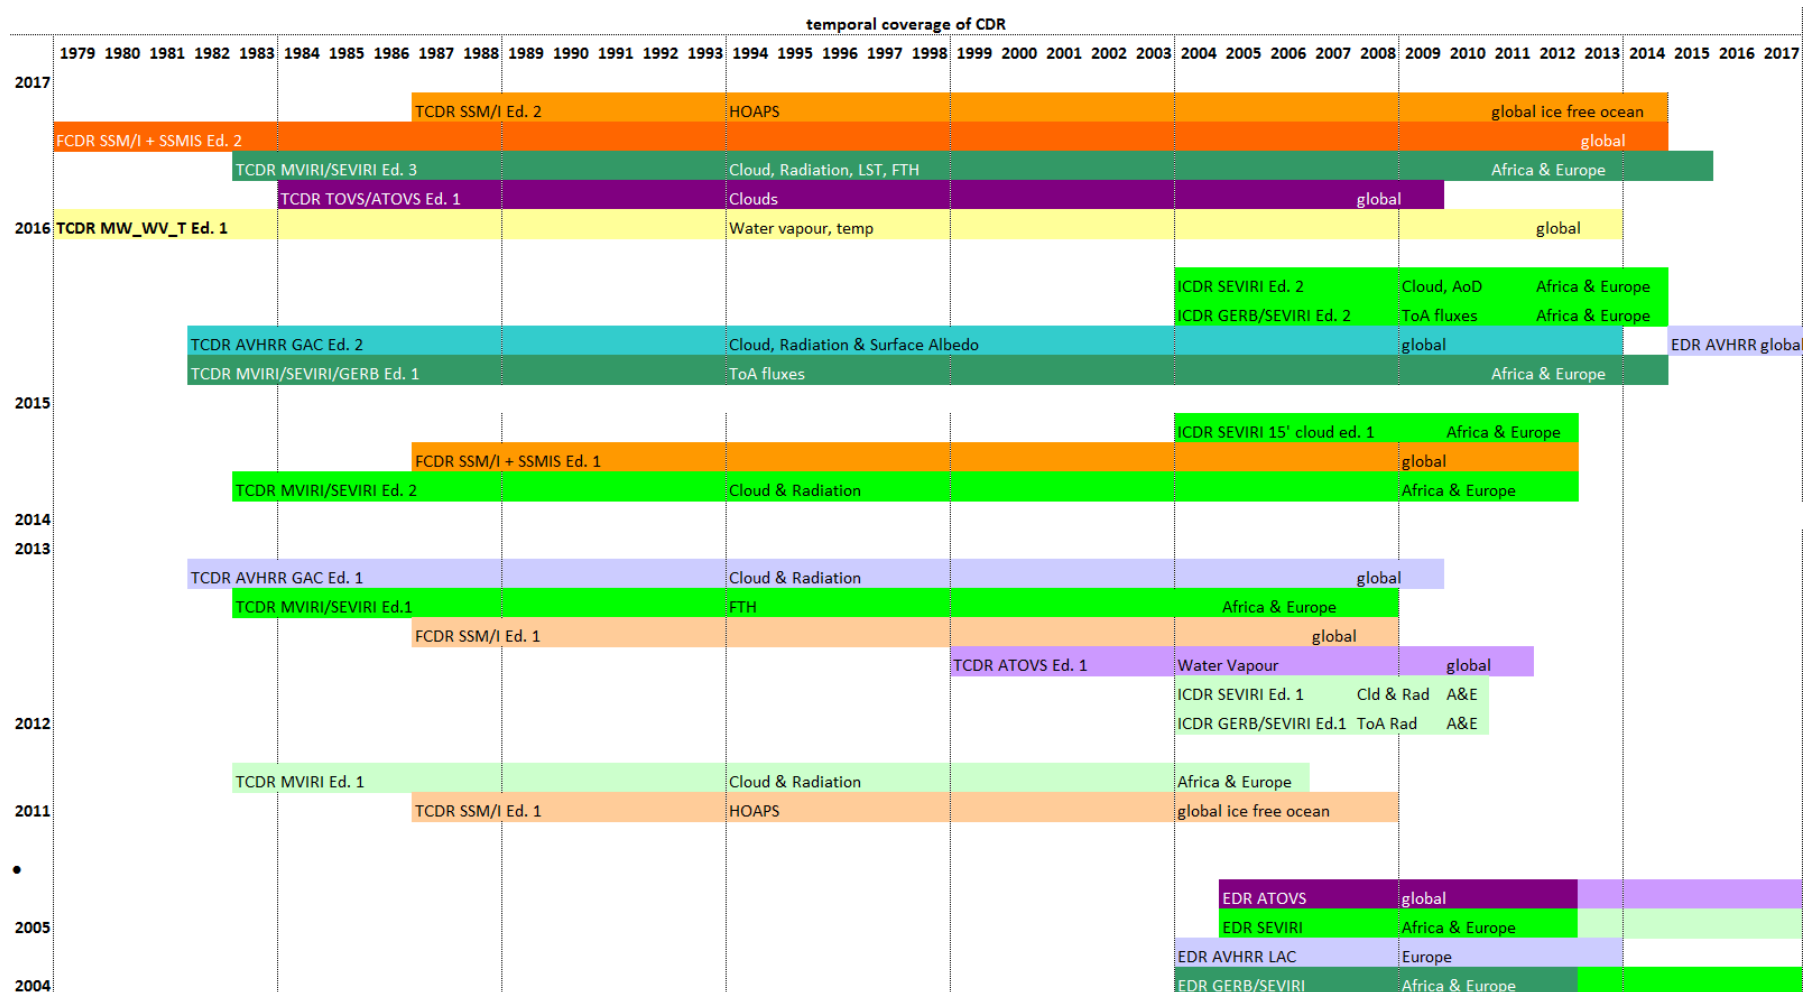 temporal coverage of CDR
1979 1980 1981 1982 1983 1984 1985 1986 1987 1988 1989 1990 1991 1992 1993 1994 1995 1996 1997 1998 1999 2000 2001 2002 2003 2004 2005 2006 2007 2008 2009 2010 2011 2012 2013 2014 2015 2016 2017
2017
TCDR SSM/I Ed. 2 HOAPS global ice free ocean
FCDR SSM/I + SSMIS Ed. 2 global
TCDR MVIRI/SEVIRI Ed. 3 Cloud, Radiation, LST, FTH Africa & Europe
TCDR TOVS/ATOVS Ed. 1 Clouds global
2016 TCDR MW_WV_T Ed. 1 Water vapour, temp global
ICDR SEVIRI Ed. 2 Cloud, AoD Africa & Europe
ICDR GERB/SEVIRI Ed. 2 ToA fluxes Africa & Europe
TCDR AVHRR GAC Ed. 2 Cloud, Radiation & Surface Albedo global EDR AVHRR global
TCDR MVIRI/SEVIRI/GERB Ed. 1 ToA fluxes Africa & Europe
2015
ICDR SEVIRI 15' cloud ed. 1 Africa & Europe
FCDR SSM/I + SSMIS Ed. 1 global
TCDR MVIRI/SEVIRI Ed. 2 Cloud & Radiation Africa & Europe
2014
2013
TCDR AVHRR GAC Ed. 1 Cloud & Radiation global
TCDR MVIRI/SEVIRI Ed.1 FTH Africa & Europe
FCDR SSM/I Ed. 1 global
TCDR ATOVS Ed. 1 Water Vapour global
ICDR SEVIRI Ed. 1 Cld & Rad A&E
2012 ICDR GERB/SEVIRI Ed.1 ToA Rad A&E
TCDR MVIRI Ed. 1 Cloud & Radiation Africa & Europe
2011 TCDR SSM/I Ed. 1 HOAPS global ice free ocean
•
EDR ATOVS global
2005 EDR SEVIRI Africa & Europe
EDR AVHRR LAC Europe
2004 EDR GERB/SEVIRI Africa & Europe